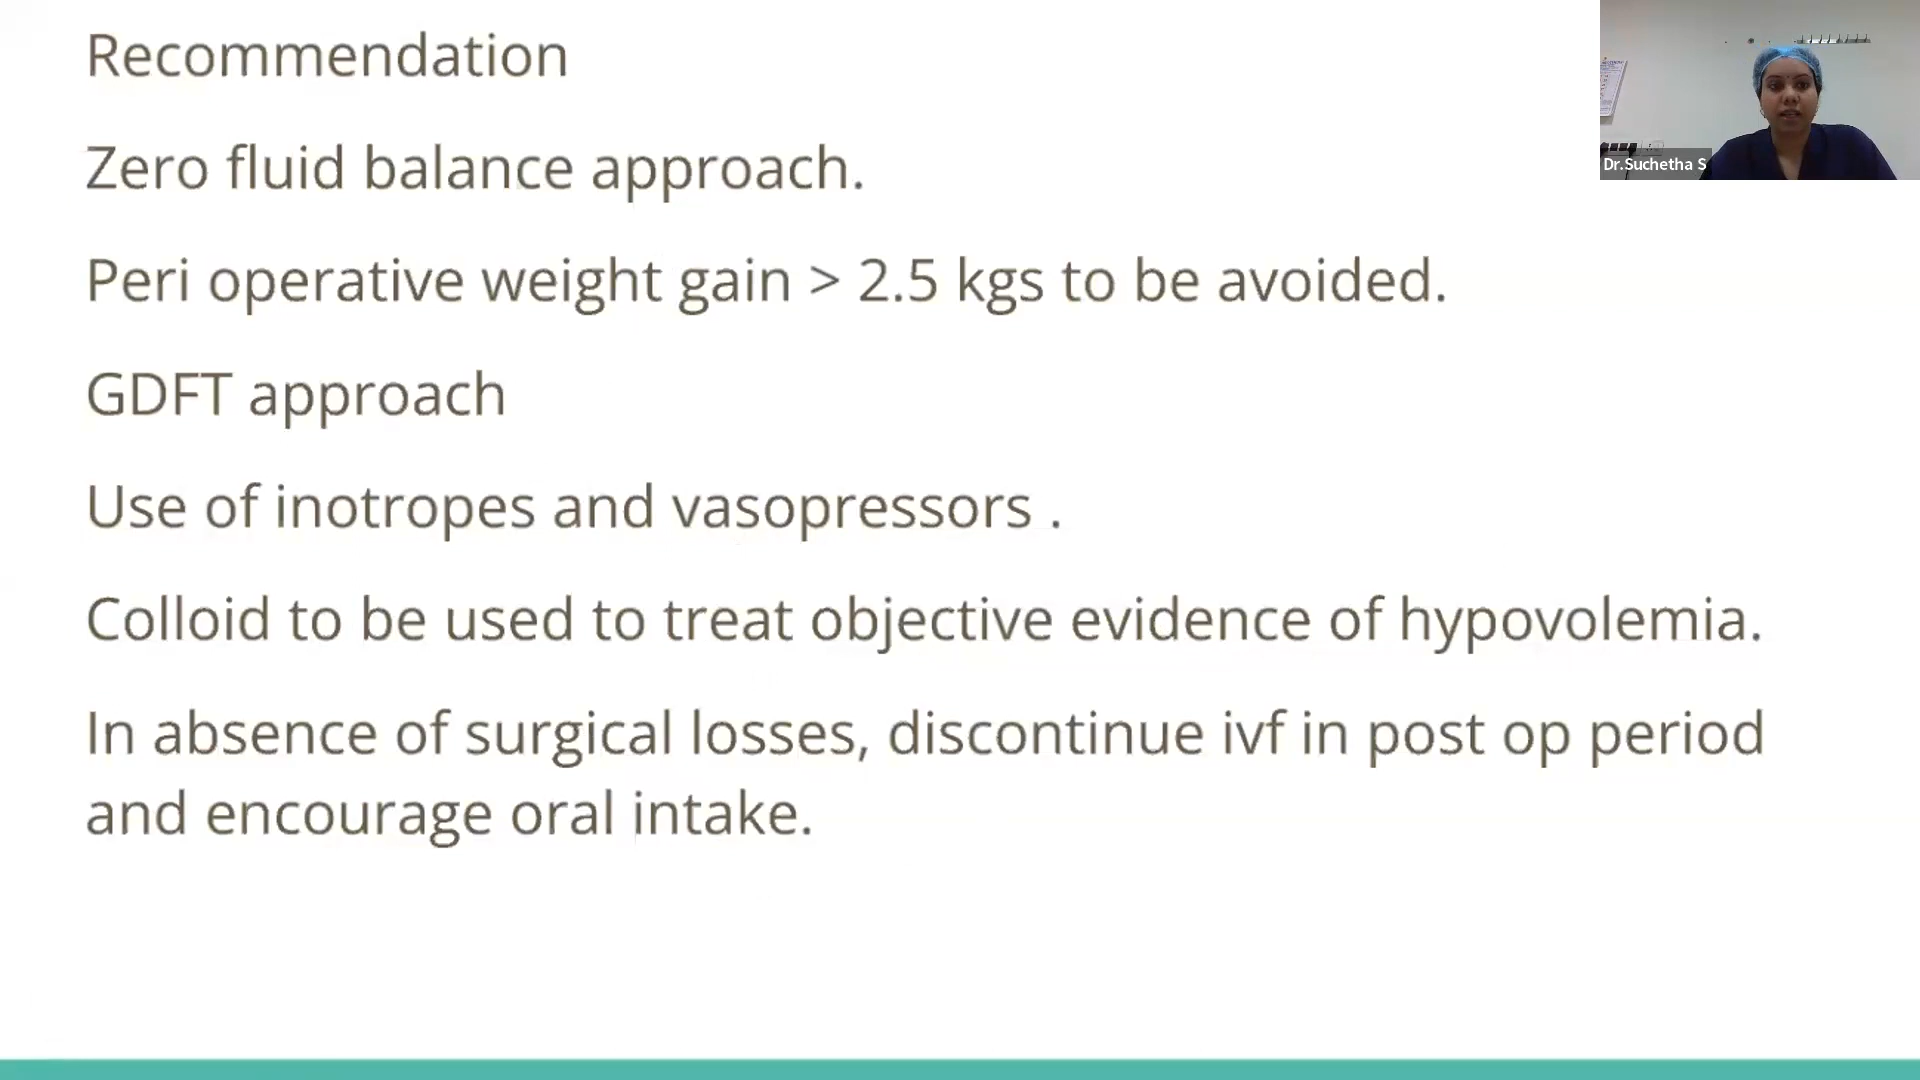 Recommendation
Zero fluid balance approach.
Peri operative weight gain > 2.5 kgs to be avoided.
GDFT approach
Use of inotropes and vasopressors .
Colloid to be used to treat objective evidence of hypovolemia.
In absence of surgical losses, discontinue ivf in post op period
and encourage oral intake.
Dr.Suchetha S